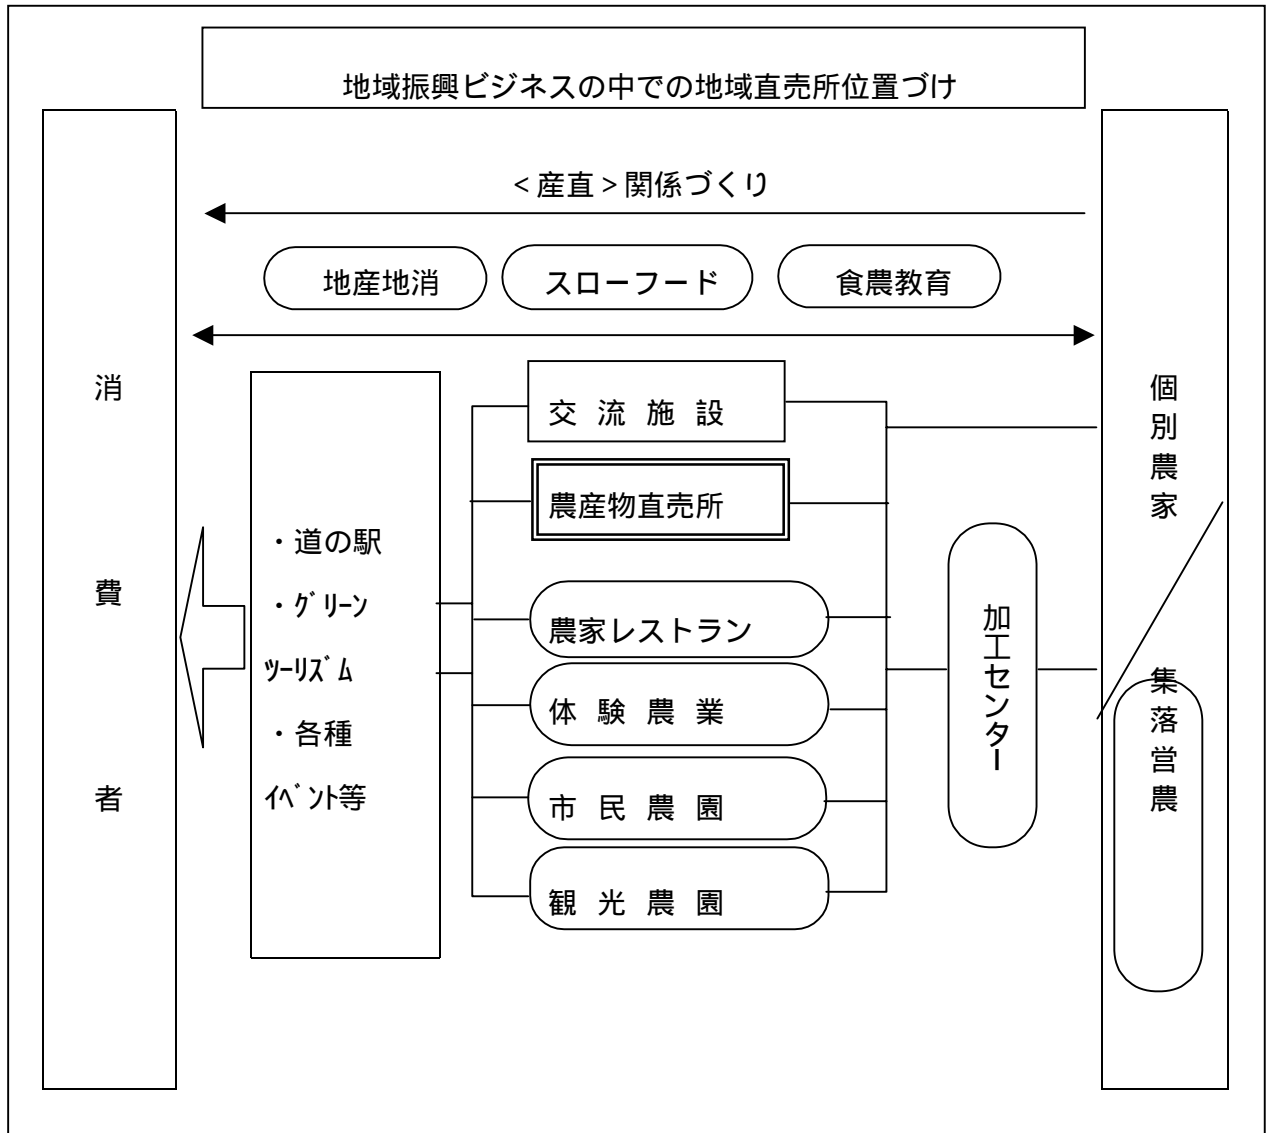 地域振興ビジネスの中での地域直売所位置づけ
<産直>関係づくり
地産地消
スローフード
食農教育
消費者
・道の駅
・グリーン
ツーリズム
・各種
イベント等
交流施設
農産物直売所
農家レストラン
体験農業
市民農園
観光農園
加工センター
個別農家
集落営農